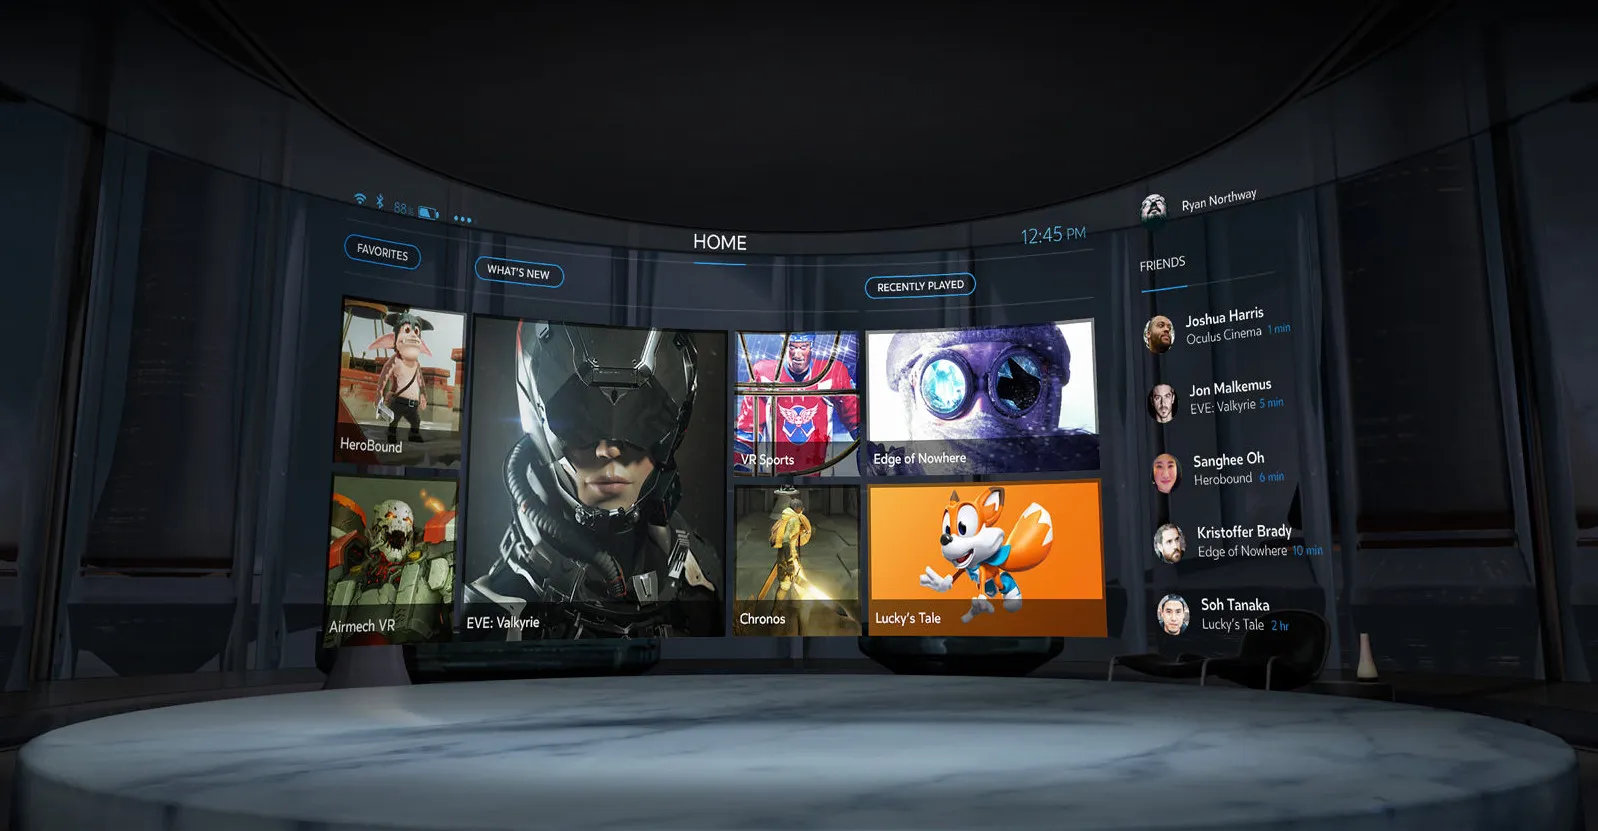 88%
HOME
12:45 PM
Ryan Northway
FAVORITES
WHAT'S NEW
RECENTLY PLAYED
FRIENDS
HeroBound
Airmech VR
EVE: Valkyrie
VR Sports
Chronos
Edge of Nowhere
Lucky's Tale
Joshua Harris
Oculus Cinema 1 min
Jon Malkemus
EVE: Valkyrie 5 min
Sanghee Oh
Herobound 6 min
Kristoffer Brady
Edge of Nowhere 10 min
Soh Tanaka
Lucky's Tale 2 hr